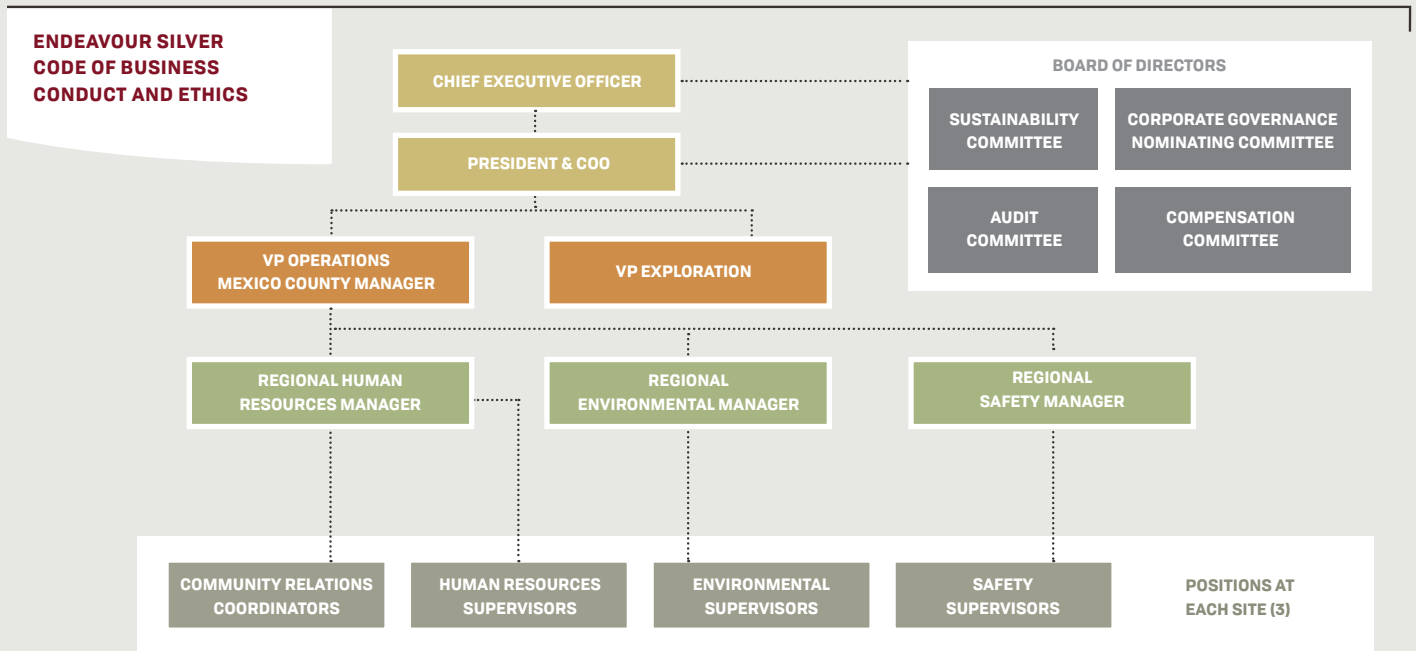 ENDEAVOUR SILVER
CODE OF BUSINESS
CONDUCT AND ETHICS
CHIEF EXECUTIVE OFFICER
PRESIDENT & COO
BOARD OF DIRECTORS
SUSTAINABILITY
COMMITTEE
CORPORATE GOVERNANCE
NOMINATING COMMITTEE
AUDIT
COMMITTEE
COMPENSATION
COMMITTEE
VP OPERATIONS
MEXICO COUNTY MANAGER
VP EXPLORATION
REGIONAL HUMAN
RESOURCES MANAGER
REGIONAL
ENVIRONMENTAL MANAGER
REGIONAL
SAFETY MANAGER
COMMUNITY RELATIONS
COORDINATORS
HUMAN RESOURCES
SUPERVISORS
ENVIRONMENTAL
SUPERVISORS
SAFETY
SUPERVISORS
POSITIONS AT
EACH SITE (3)